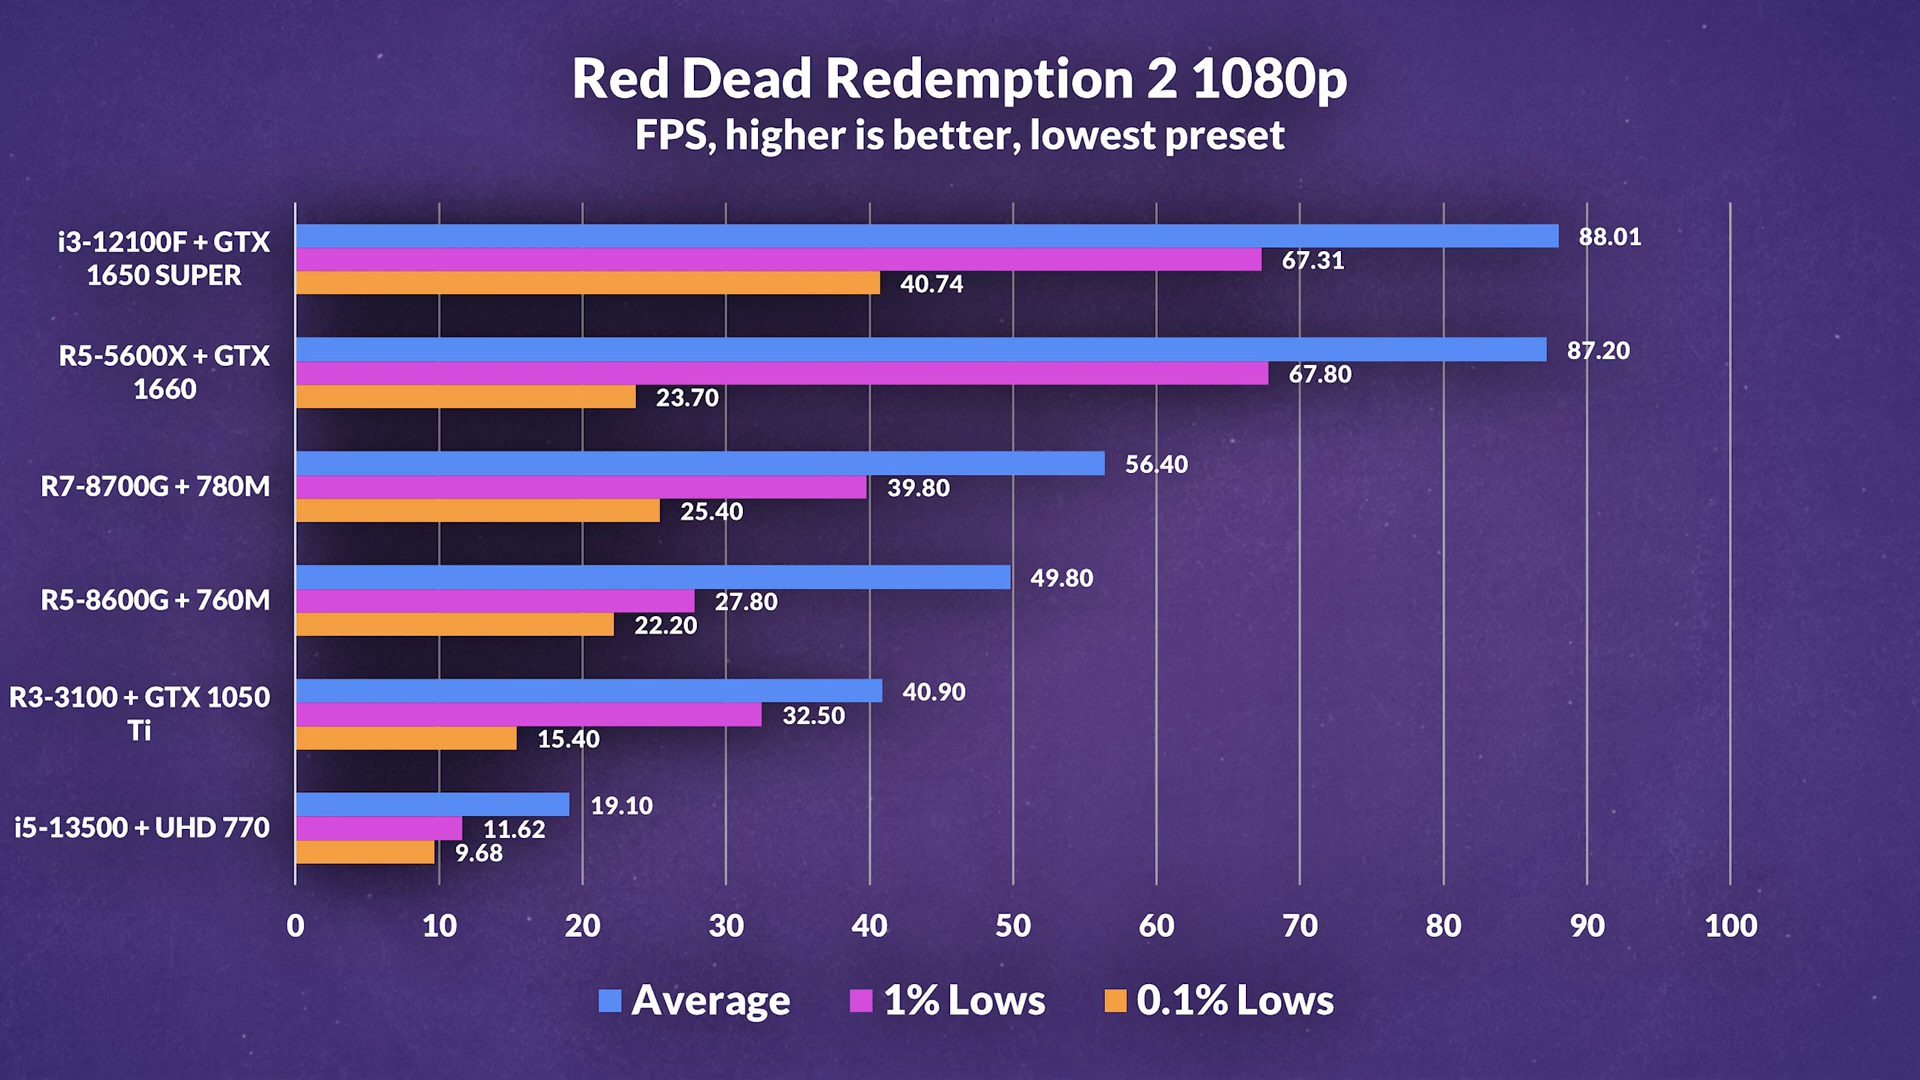 Red Dead Redemption 2 1080p
FPS, higher is better, lowest preset
i3-12100F + GTX
1650 SUPER
88.01
67.31
40.74
R5-5600X + GTX
1660
87.20
67.80
23.70
R7-8700G + 780M
56.40
39.80
25.40
R5-8600G + 760M
49.80
27.80
22.20
R3-3100 + GTX 1050
Ti
40.90
32.50
15.40
i5-13500 + UHD 770
19.10
11.62
9.68
0 10 20 30 40 50 60 70 80 90 100
Average 1% Lows 0.1% Lows